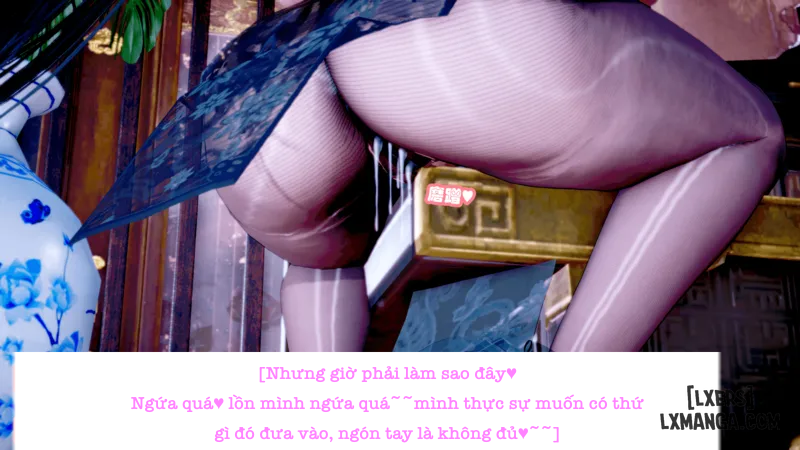 磨蹭♥
[Nhưng giờ phải làm sao đây♥
Ngứa quá♥ lồn mình ngứa quá~~mình thực sự muốn có thứ
gì đó đưa vào, ngón tay là không đủ♥~~]
LXMANGA.COM